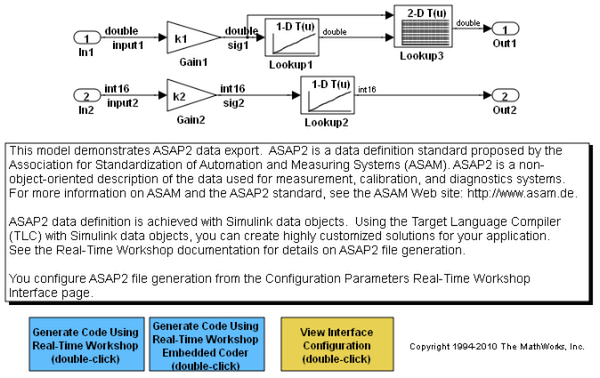 double
double
1-D T(u)
2-D T(u)
double
1
k1
1
In1
input1
sig1
Out1
Gain1
Lookup1
Lookup3
int16
int16
1-D T(u)
int16
2
k2
2
In2
input2
sig2
Out2
Gain2
Lookup2
This model demonstrates ASAP2 data export. ASAP2 is a data definition standard proposed by the
Association for Standardization of Automation and Measuring Systems (ASAM). ASAP2 is a non-
object-oriented description of the data used for measurement, calibration, and diagnostic systems.
For more information on ASAM and the ASAP2 standard, see the ASAM Web site: http://www.asam.de.
ASAP2 data definition is achieved with Simulink data objects. Using the Target Language Compiler
(TLC) with Simulink data objects, you can create highly customized solutions for your application.
See the Real-Time Workshop documentation for details on ASAP2 file generation.
You configure ASAP2 file generation from the Configuration Parameters Real-Time Workshop
Interface page.
Generate Code Using
Real-Time Workshop
(double-click)
Generate Code Using
Real-Time Workshop
Embedded Coder
(double-click)
View Interface
Configuration
(double-click)
Copyright 1994-2010 The MathWorks, Inc.